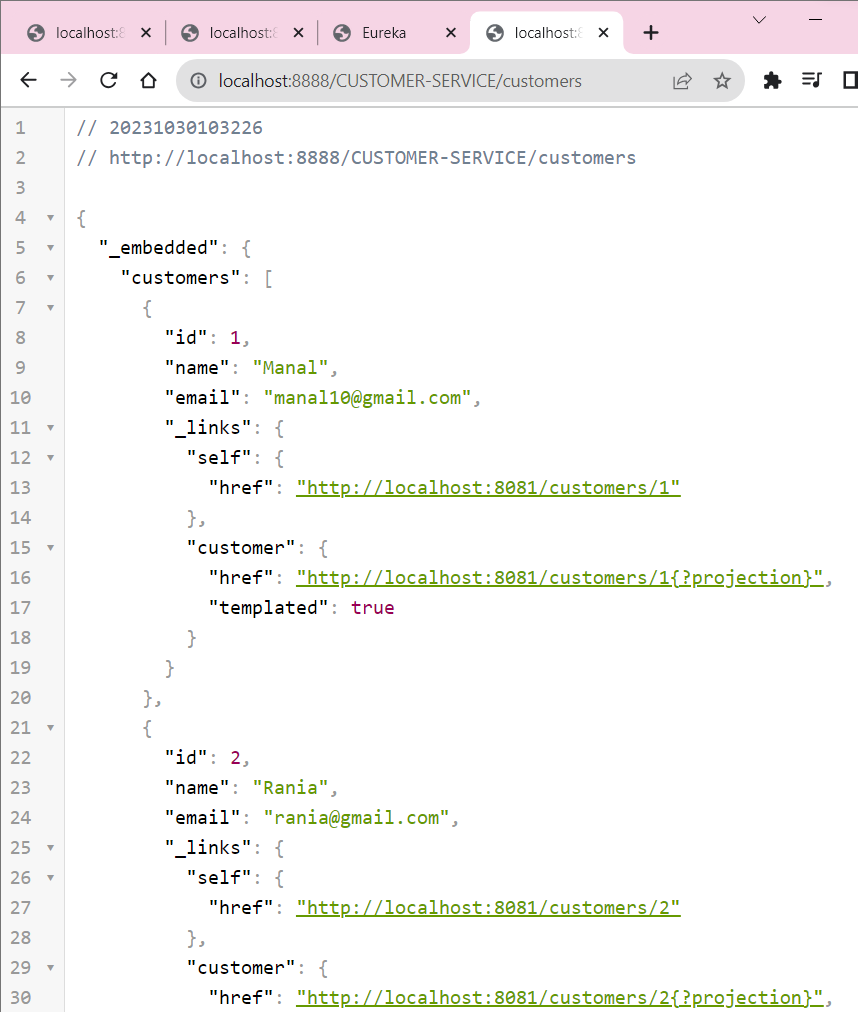 localhost:8
localhost:8
Eureka
localhost:8
localhost:8888/CUSTOMER-SERVICE/customers
1 // 20231030103226
2 // http://localhost:8888/CUSTOMER-SERVICE/customers
3
4 {
5 "_embedded": {
6 "customers": [
7 {
8 "id": 1,
9 "name": "Manal",
10 "email": "manal10@gmail.com",
11 "_links": {
12 "self": {
13 "href": "http://localhost:8081/customers/1"
14 },
15 "customer": {
16 "href": "http://localhost:8081/customers/1{?projection}",
17 "templated": true
18 }
19 }
20 },
21 {
22 "id": 2,
23 "name": "Rania",
24 "email": "rania@gmail.com",
25 "_links": {
26 "self": {
27 "href": "http://localhost:8081/customers/2"
28 },
29 "customer": {
30 "href": "http://localhost:8081/customers/2{?projection}",